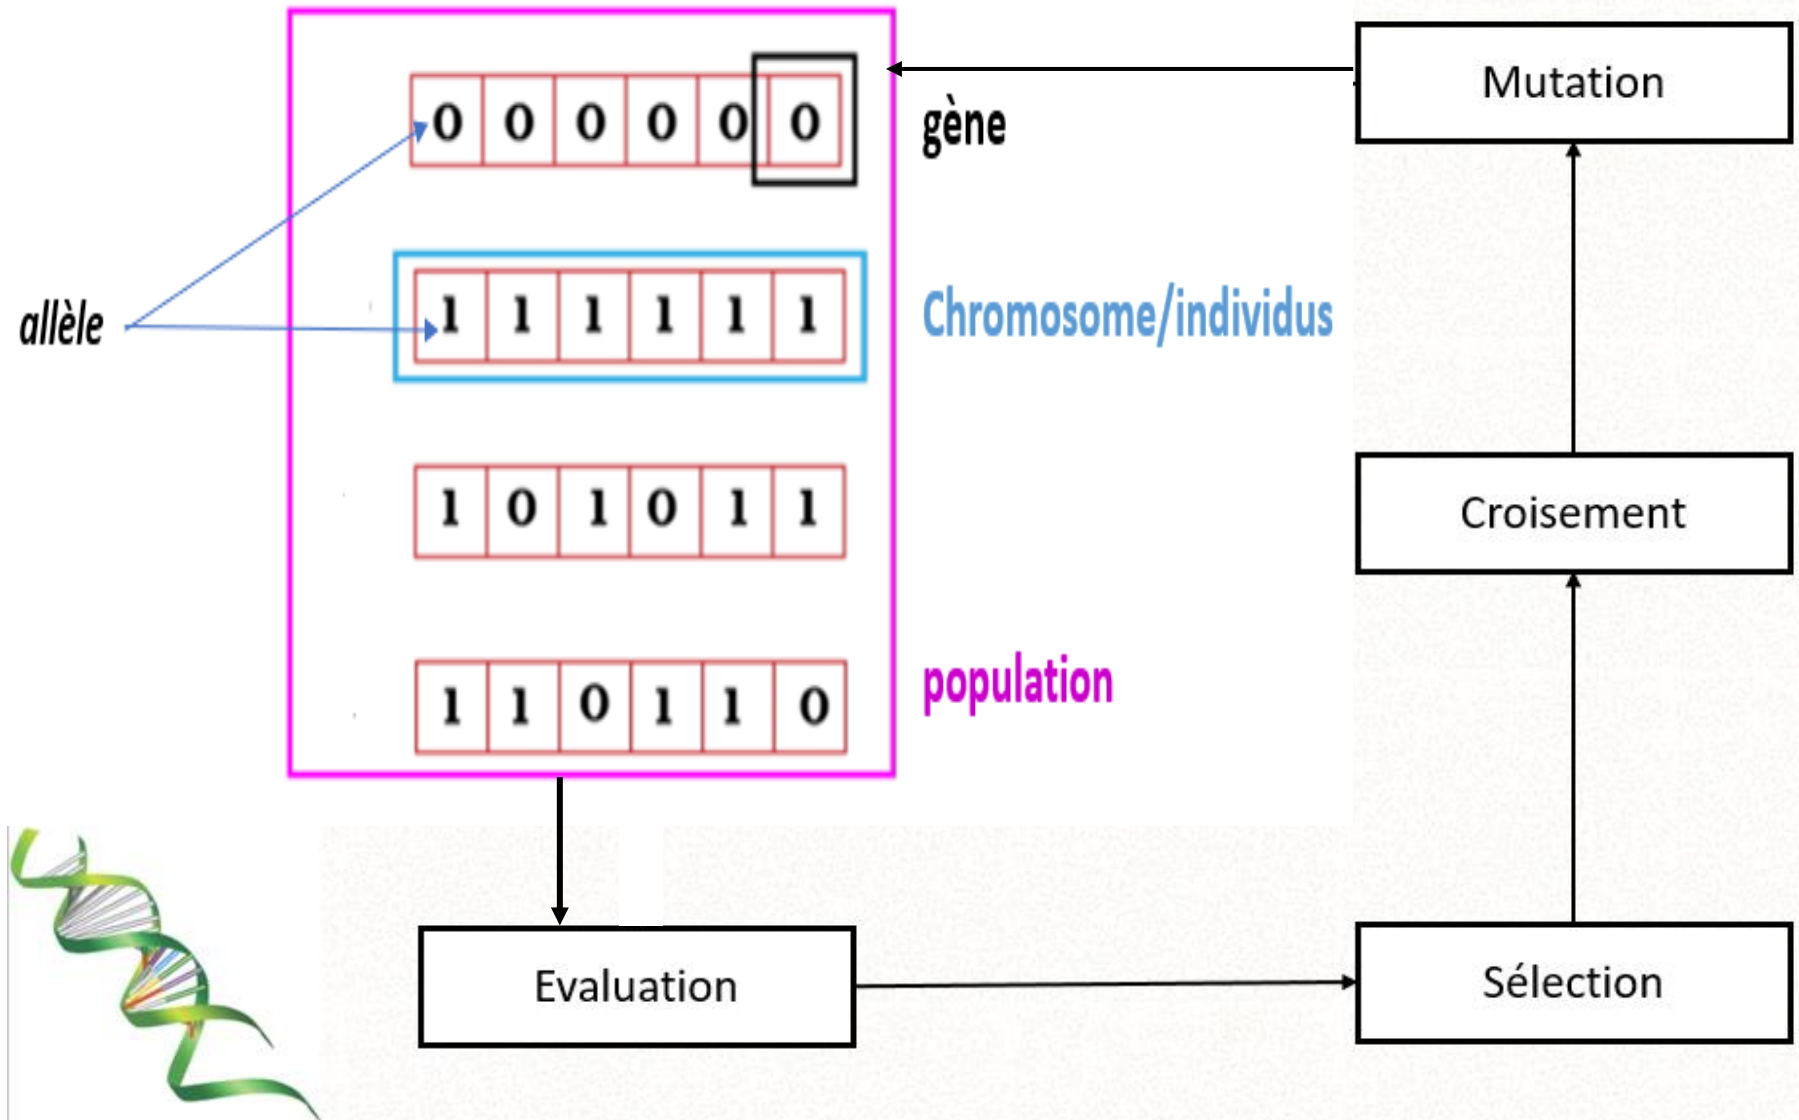 Mutation
0 0 0 0 0 0
gène
allèle
1 1 1 1 1 1
Chromosome/individus
1 0 1 0 1 1
Croisement
population
1 1 0 1 1 0
Evaluation
Sélection